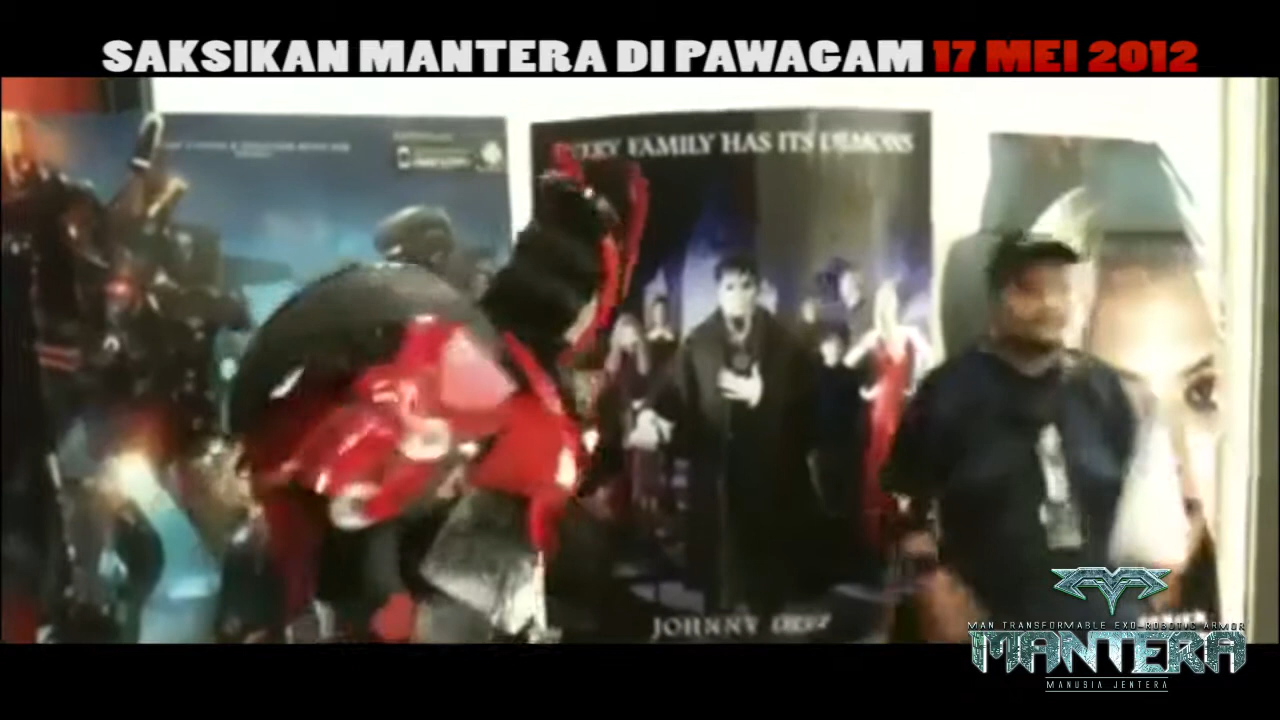 SAKSIKAN MANTERA DI PAWAGAM 17 MEI 2012
FAMILY HAS ITS DEMONS
JOHNNY DEPP
MAN TRANSFORMABLE EXO-ROBOTIC ARMOR
MANTERA
MANUSIA JENTERA